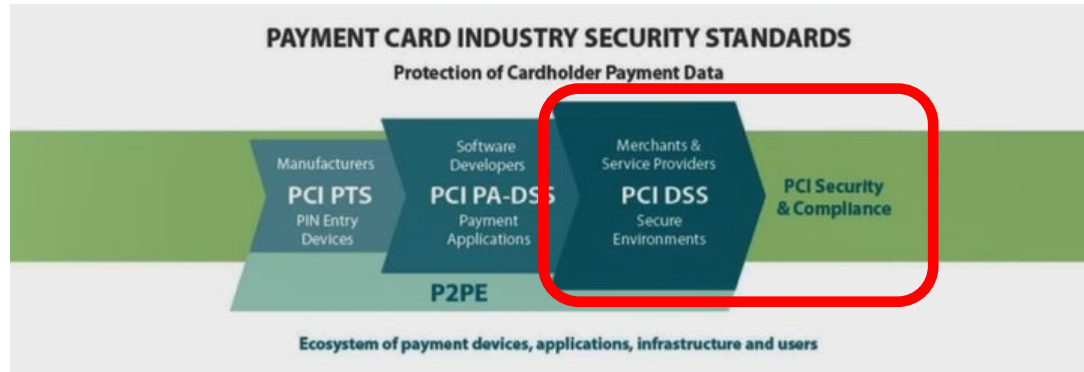 PAYMENT CARD INDUSTRY SECURITY STANDARDS
Protection of Cardholder Payment Data
Manufacturers
PCI PTS
PIN Entry
Devices
Software
Developers
PCI PA-DSS
Payment
Applications
Merchants &
Service Providers
PCI DSS
Secure
Environments
PCI Security
& Compliance
P2PE
Ecosystem of payment devices, applications, infrastructure and users